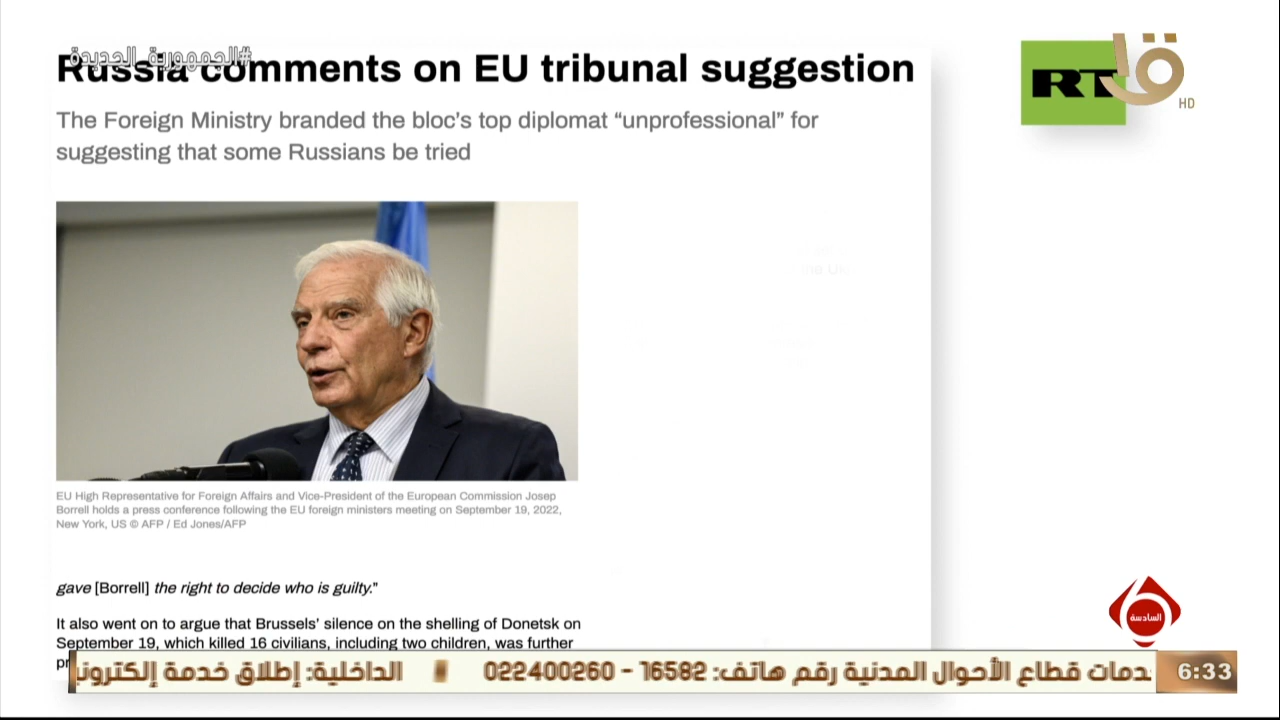 #الجمهورية_الجديدة
Russia comments on EU tribunal suggestion
The Foreign Ministry branded the bloc's top diplomat “unprofessional” for
suggesting that some Russians be tried
RT
HD
EU High Representative for Foreign Affairs and Vice-President of the European Commission Josep
Borrell holds a press conference following the EU foreign ministers meeting on September 19, 2022,
New York, US © AFP / Ed Jones/AFP
gave [Borrell] the right to decide who is guilty.”
It also went on to argue that Brussels’ silence on the shelling of Donetsk on
September 19, which killed 16 civilians, including two children, was further
السادسة
خدمات قطاع الأحوال المدنية رقم هاتف: 16582 - 022400260 الداخلية: إطلاق خدمة إلكتروني
6:33